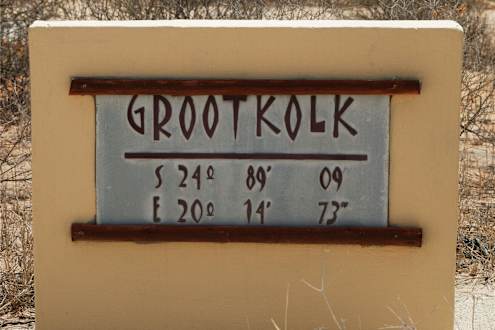 GROOTKOLK
S 24º 89' 09
E 20º 14' 73"